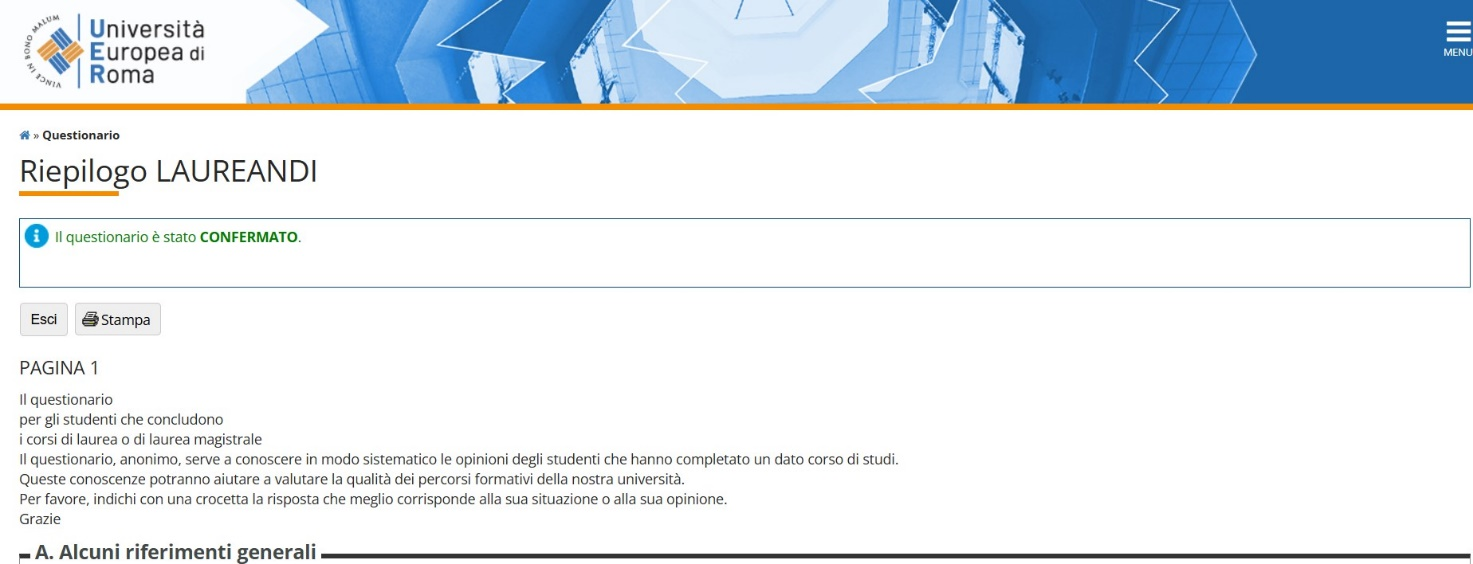 VINCE IN BONO MALUM
Università
Europea di
Roma
MENU
» Questionario
Riepilogo LAUREANDI
Il questionario è stato CONFERMATO.
Esci
Stampa
PAGINA 1
Il questionario
per gli studenti che concludono
i corsi di laurea o di laurea magistrale
Il questionario, anonimo, serve a conoscere in modo sistematico le opinioni degli studenti che hanno completato un dato corso di studi.
Queste conoscenze potranno aiutare a valutare la qualità dei percorsi formativi della nostra università.
Per favore, indichi con una crocetta la risposta che meglio corrisponde alla sua situazione o alla sua opinione.
Grazie
A. Alcuni riferimenti generali